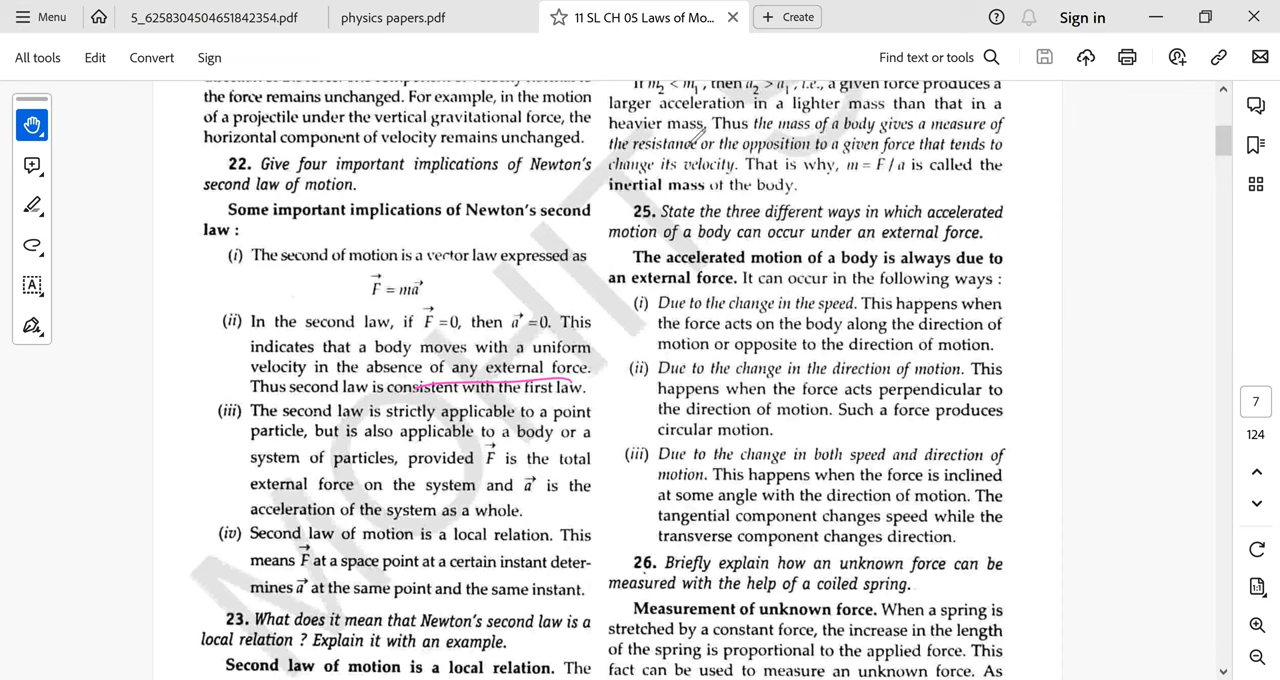 Menu
5_6258304504651842354.pdf
physics papers.pdf
11 SL CH 05 Laws of Mo...
Create
Sign in
All tools
Edit
Convert
Sign
Find text or tools
the force remains unchanged. For example, in the motion
of a projectile under the vertical gravitational force, the
horizontal component of velocity remains unchanged.
22. Give four important implications of Newton's
second law of motion.
Some important implications of Newton's second
law :
(i) The second of motion is a vector law expressed as
F⃗ = ma⃗
(ii) In the second law, if F⃗ =0, then a⃗ =0. This
indicates that a body moves with a uniform
velocity in the absence of any external force.
Thus second law is consistent with the first law.
(iii) The second law is strictly applicable to a point
particle, but is also applicable to a body or a
system of particles, provided F⃗ is the total
external force on the system and a⃗ is the
acceleration of the system as a whole.
(iv) Second law of motion is a local relation. This
means F⃗ at a space point at a certain instant deter-
mines a⃗ at the same point and the same instant.
23. What does it mean that Newton's second law is a
local relation ? Explain it with an example.
Second law of motion is a local relation. The
If m₂ < m₁ , then a₂ > a₁ , i.e., a given force produces a
larger acceleration in a lighter mass than that in a
heavier mass. Thus the mass of a body gives a measure of
the resistance or the opposition to a given force that tends to
change its velocity. That is why, m = F / a is called the
inertial mass of the body.
25. State the three different ways in which accelerated
motion of a body can occur under an external force.
The accelerated motion of a body is always due to
an external force. It can occur in the following ways :
(i) Due to the change in the speed. This happens when
the force acts on the body along the direction of
motion or opposite to the direction of motion.
(ii) Due to the change in the direction of motion. This
happens when the force acts perpendicular to
the direction of motion. Such a force produces
circular motion.
(iii) Due to the change in both speed and direction of
motion. This happens when the force is inclined
at some angle with the direction of motion. The
tangential component changes speed while the
transverse component changes direction.
26. Briefly explain how an unknown force can be
measured with the help of a coiled spring.
Measurement of unknown force. When a spring is
stretched by a constant force, the increase in the length
of the spring is proportional to the applied force. This
fact can be used to measure an unknown force. As
MOHIT
7
124